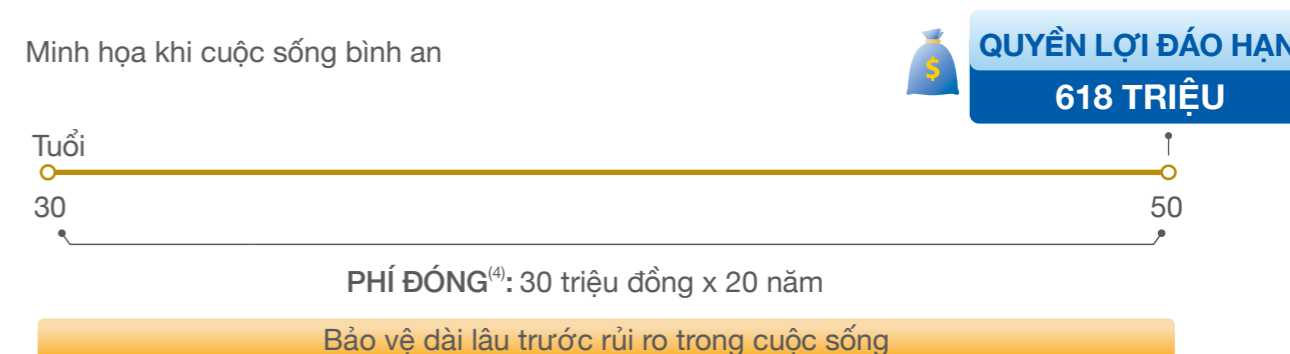 Minh họa khi cuộc sống bình an
$
QUYỀN LỢI ĐÁO HẠN
618 TRIỆU
Tuổi
30
50
PHÍ ĐÓNG(4): 30 triệu đồng x 20 năm
Bảo vệ dài lâu trước rủi ro trong cuộc sống